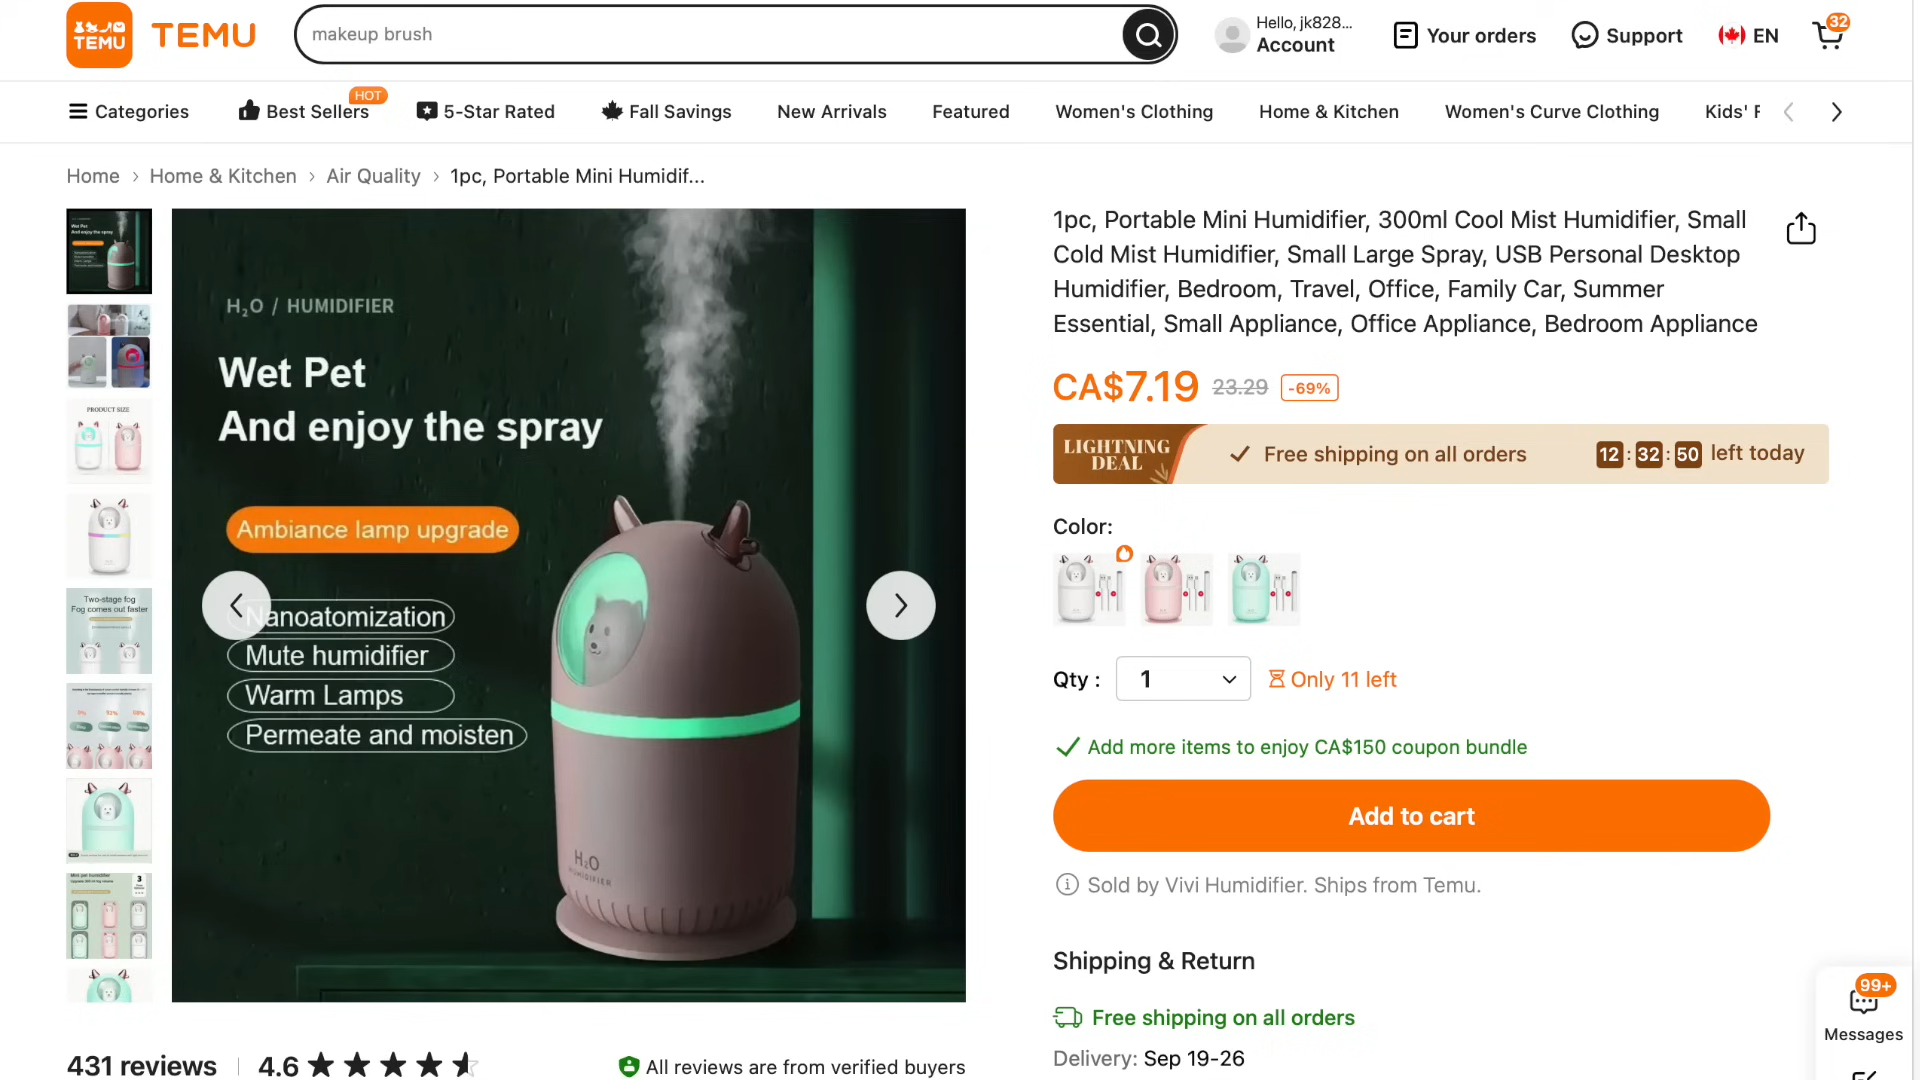 TEMU
TEMU
makeup brush
Hello, jk828...
Account
Your orders
Support
EN
32
Categories
Best Sellers
HOT
5-Star Rated
Fall Savings
New Arrivals
Featured
Women's Clothing
Home & Kitchen
Women's Curve Clothing
Kids' F
Home › Home & Kitchen › Air Quality › 1pc, Portable Mini Humidif...
H₂O / HUMIDIFIER
Wet Pet
And enjoy the spray
Ambiance lamp upgrade
Nanoatomization
Mute humidifier
Warm Lamps
Permeate and moisten
H₂O
HUMIDIFIER
Wet Pet
And enjoy the spray
PRODUCT SIZE
Two-stage fog
Fog comes out faster
3
1pc, Portable Mini Humidifier, 300ml Cool Mist Humidifier, Small
Cold Mist Humidifier, Small Large Spray, USB Personal Desktop
Humidifier, Bedroom, Travel, Office, Family Car, Summer
Essential, Small Appliance, Office Appliance, Bedroom Appliance
CA$7.19 23.29 -69%
LIGHTNING
DEAL
Free shipping on all orders
12 : 32 : 50 left today
Color:
Qty : 1 Only 11 left
Add more items to enjoy CA$150 coupon bundle
Add to cart
Sold by Vivi Humidifier. Ships from Temu.
Shipping & Return
Free shipping on all orders
Delivery: Sep 19-26
99+
Messages
431 reviews
4.6
All reviews are from verified buyers